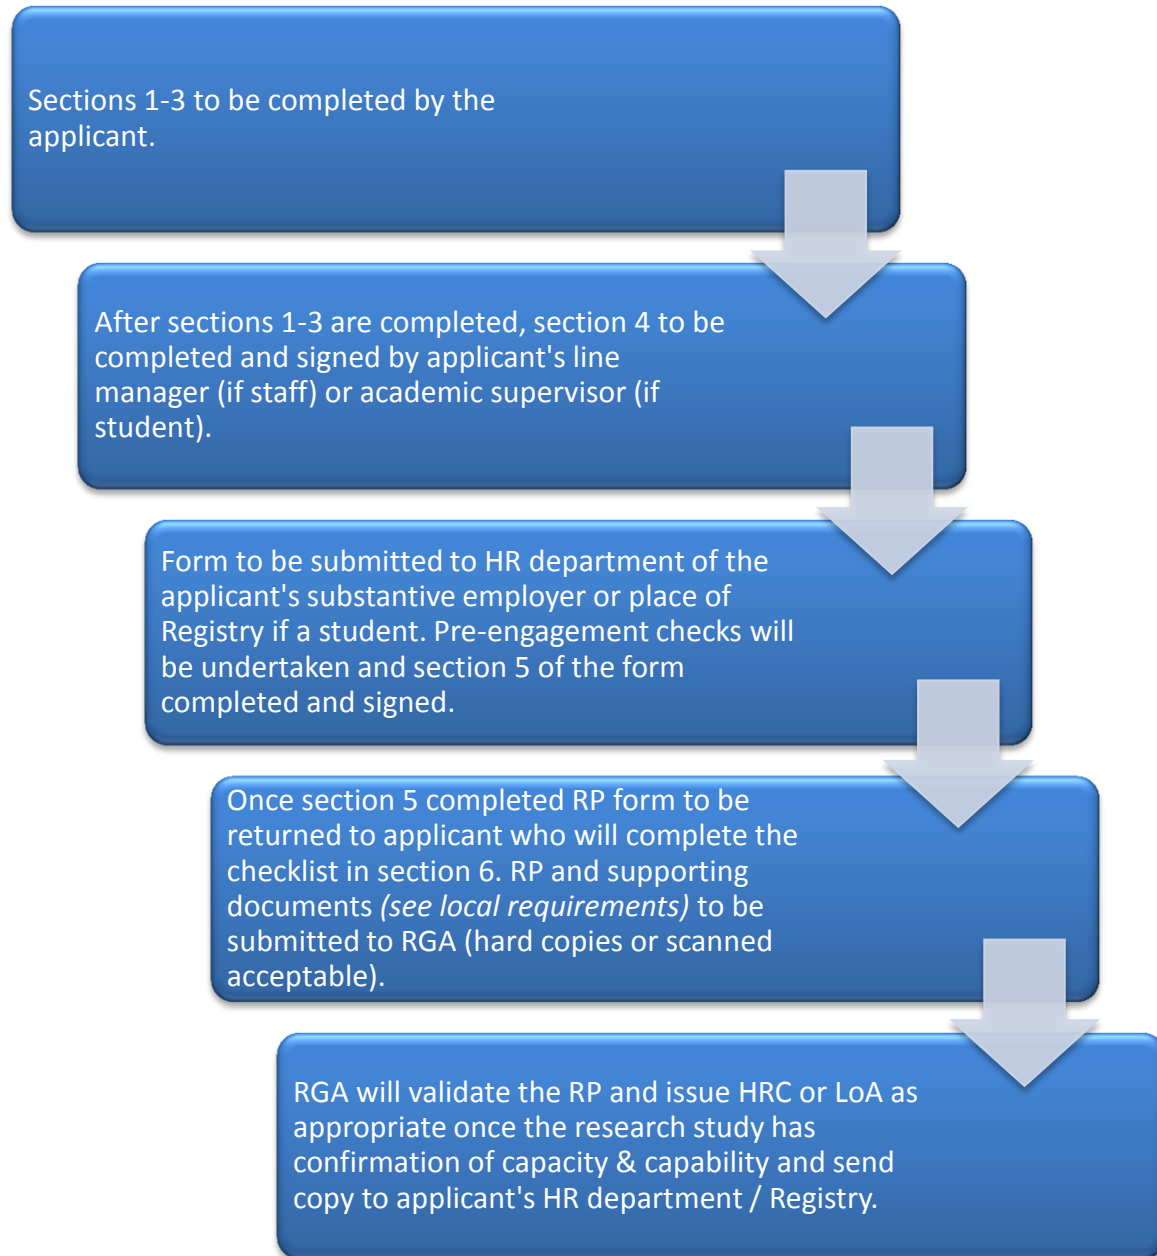 Sections 1-3 to be completed by the
applicant.
After sections 1-3 are completed, section 4 to be
completed and signed by applicant's line
manager (if staff) or academic supervisor (if
student).
Form to be submitted to HR department of the
applicant's substantive employer or place of
Registry if a student. Pre-engagement checks will
be undertaken and section 5 of the form
completed and signed.
Once section 5 completed RP form to be
returned to applicant who will complete the
checklist in section 6. RP and supporting
documents (see local requirements) to be
submitted to RGA (hard copies or scanned
acceptable).
RGA will validate the RP and issue HRC or LoA as
appropriate once the research study has
confirmation of capacity & capability and send
copy to applicant's HR department / Registry.